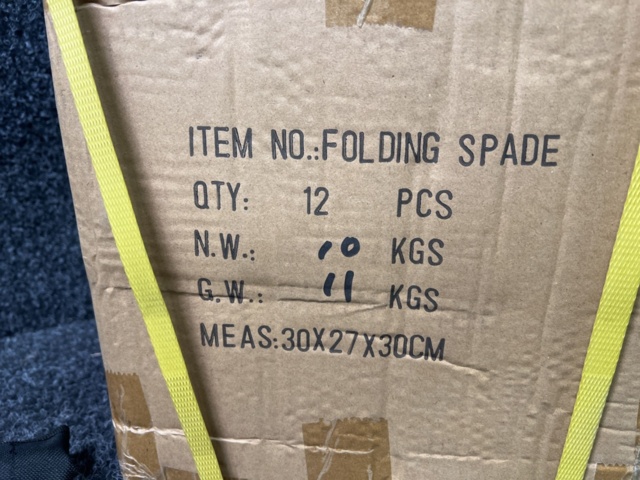 ITEM NO.:FOLDING SPADE
QTY: 12 PCS
N.W.: 10 KGS
G.W.: 11 KGS
MEAS:30X27X30CM